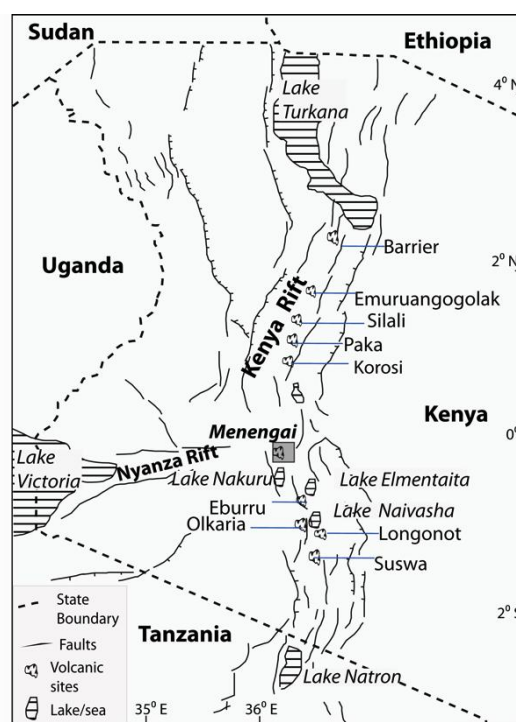 Sudan
Ethiopia
4° N
Lake
Turkana
Barrier
2° N
Uganda
Emuruangogolak
Kenya Rift
Silali
Paka
Korosi
Kenya
0°
Menengai
Lake
Victoria
Nyanza Rift
Lake Nakuru
Lake Elmentaita
Eburru
Lake Naivasha
Olkaria
Longonot
Suswa
State
Boundary
Faults
Volcanic
sites
Lake/sea
Tanzania
2° S
Lake Natron
35° E
36° E